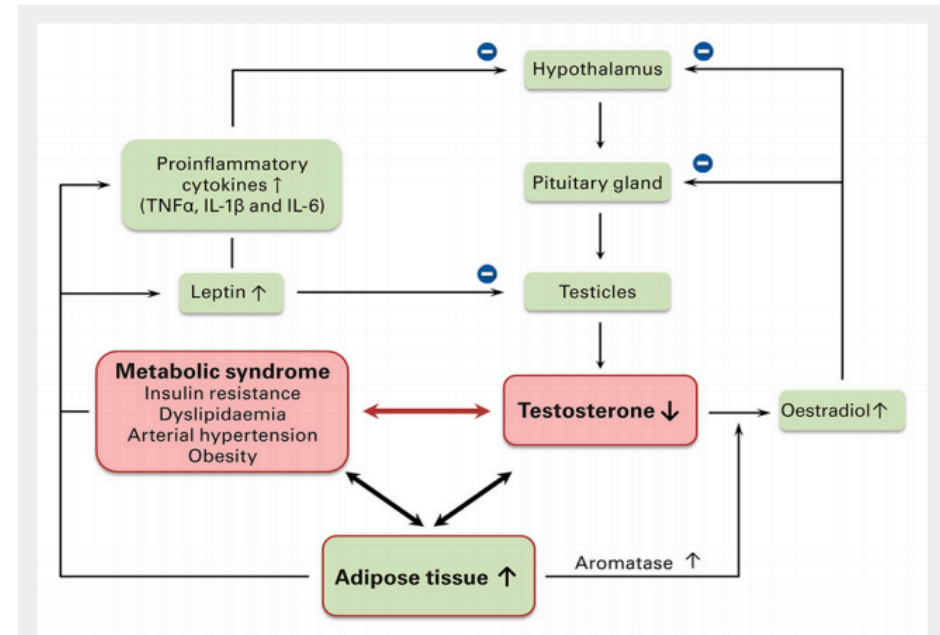 Hypothalamus
Proinflammatory
cytokines ↑
(TNFα, IL-1β and IL-6)
Pituitary gland
Leptin ↑
Testicles
Metabolic syndrome
Insulin resistance
Dyslipidaemia
Arterial hypertension
Obesity
Testosterone ↓
Oestradiol ↑
Adipose tissue ↑
Aromatase ↑